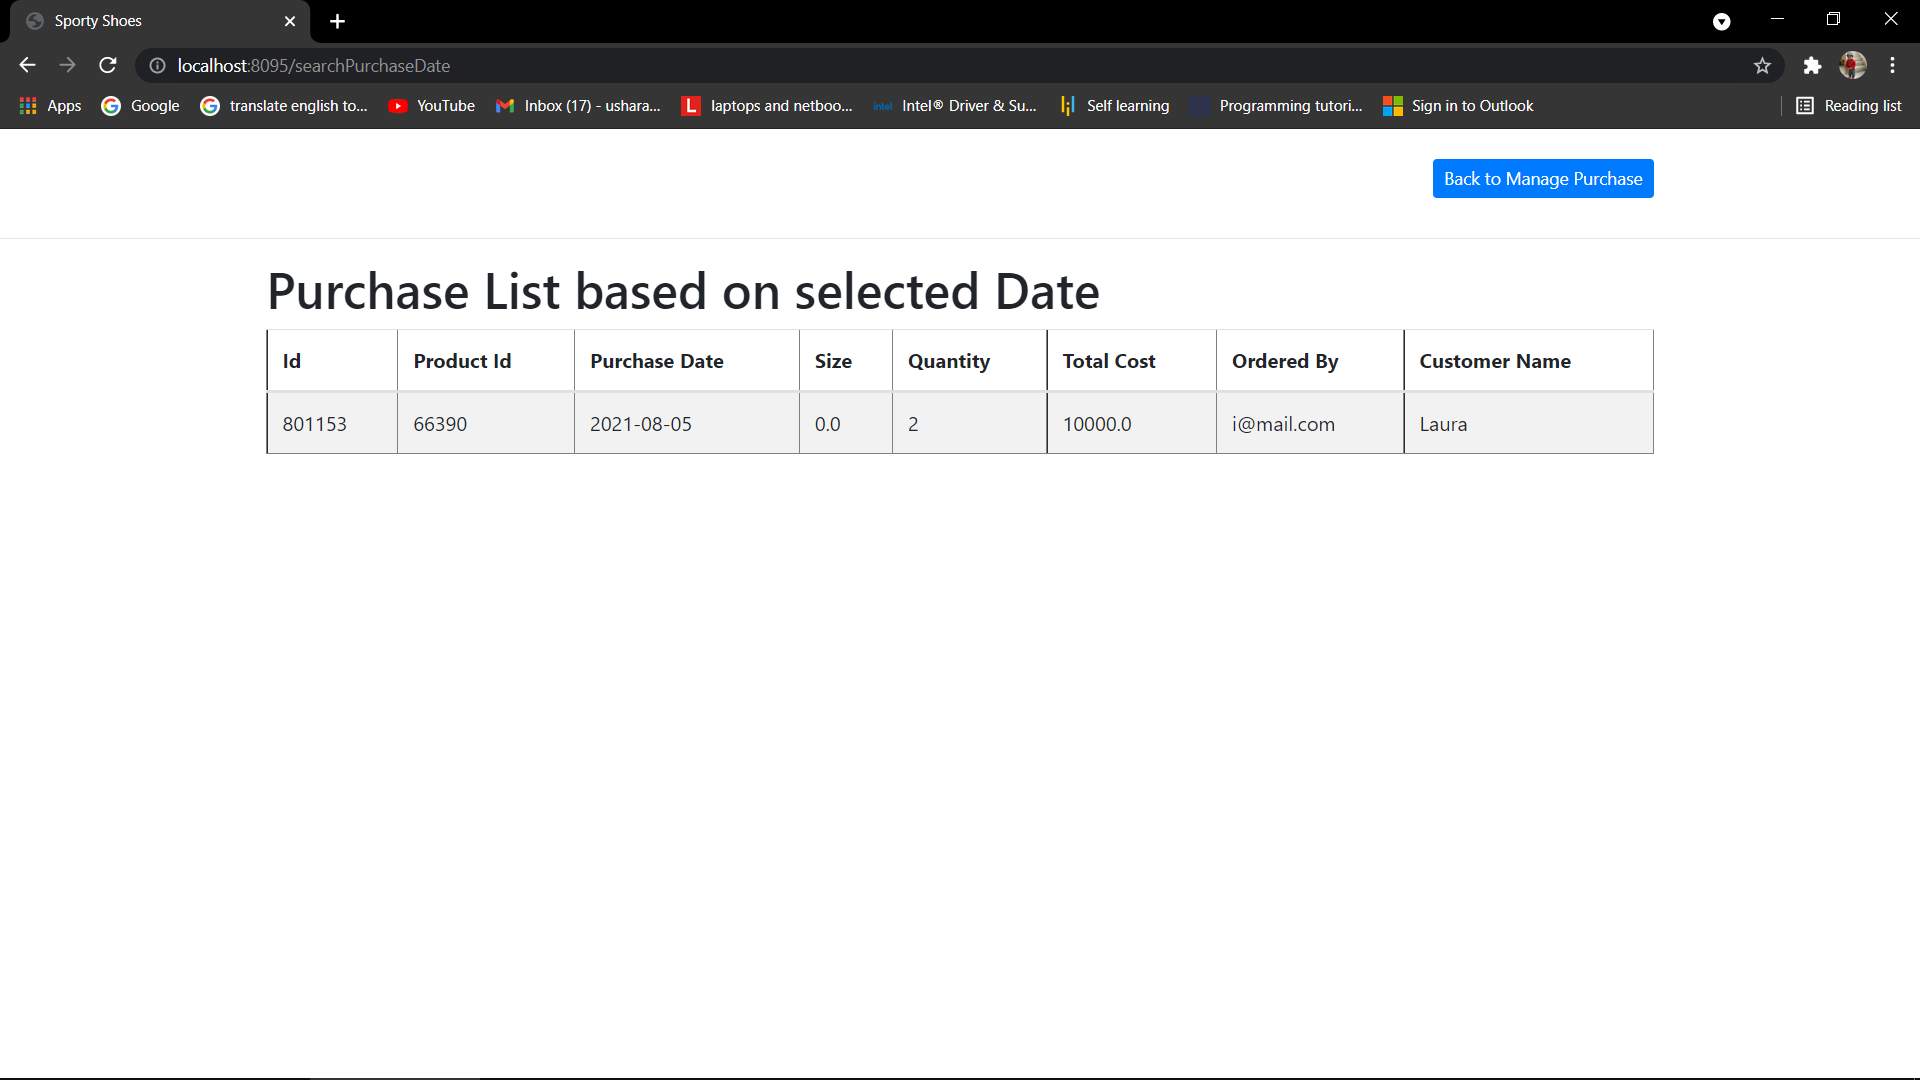 Sporty Shoes
localhost:8095/searchPurchaseDate
Apps Google translate english to... YouTube Inbox (17) - ushara... L laptops and netboo... intel Intel® Driver & Su... Self learning Programming tutori... Sign in to Outlook Reading list
Back to Manage Purchase
Purchase List based on selected Date
Id Product Id Purchase Date Size Quantity Total Cost Ordered By Customer Name
801153 66390 2021-08-05 0.0 2 10000.0 i@mail.com Laura